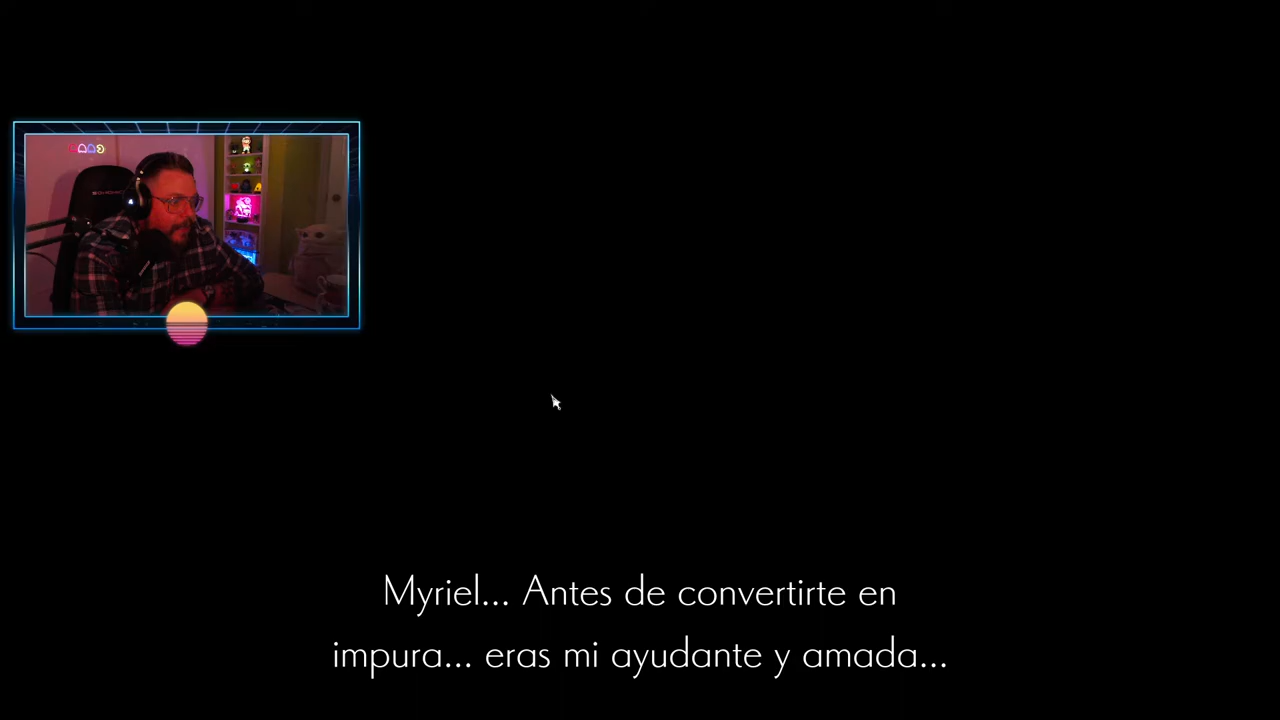 Myriel... Antes de convertirte en
impura... eras mi ayudante y amada...